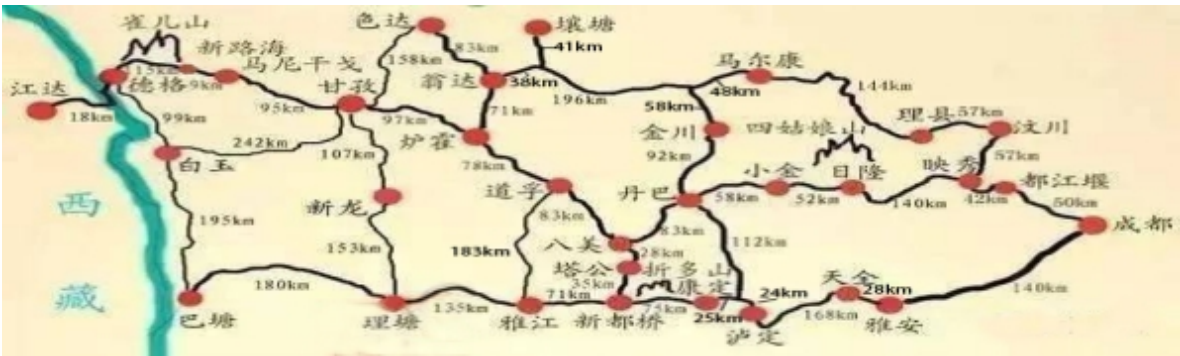 雀儿山
色达
壤塘
新路海
83km
41km
马尼干戈
158km
马尔康
15km
江达
德格
9km
甘孜
翁达
38km
48km
144km
18km
95km
196km
58km
理县
57km
99km
97km
71km
金川
四姑娘山
汶川
242km
炉霍
白玉
107km
78km
92km
57km
道孚
小金
日隆
映秀
都江堰
丹巴
西
新龙
58km
52km
140km
42km
50km
195km
83km
成都
153km
183km
八美
83km
112km
28km
塔公
折多山
天全
藏
180km
35km
康定
24km
28km
140km
135km
71km
75km
25km
168km
巴塘
理塘
雅江
新都桥
泸定
雅安